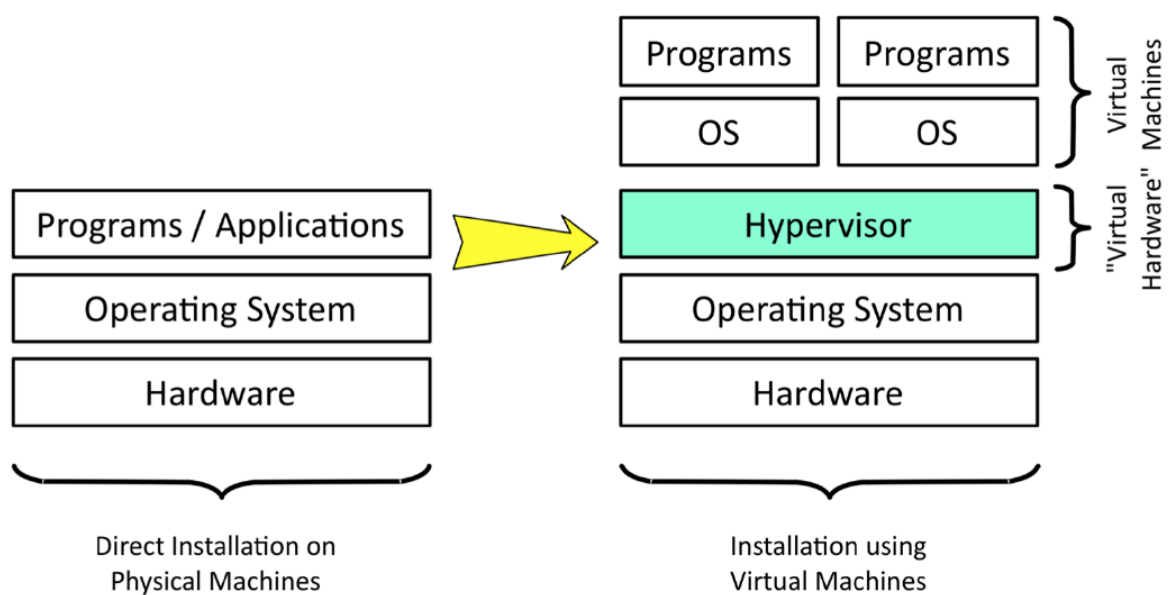 Programs / Applications
Operating System
Hardware
Direct Installation on
Physical Machines
Programs
Programs
OS
OS
Hypervisor
Operating System
Hardware
Installation using
Virtual Machines
Virtual
Machines
"Virtual
Hardware"